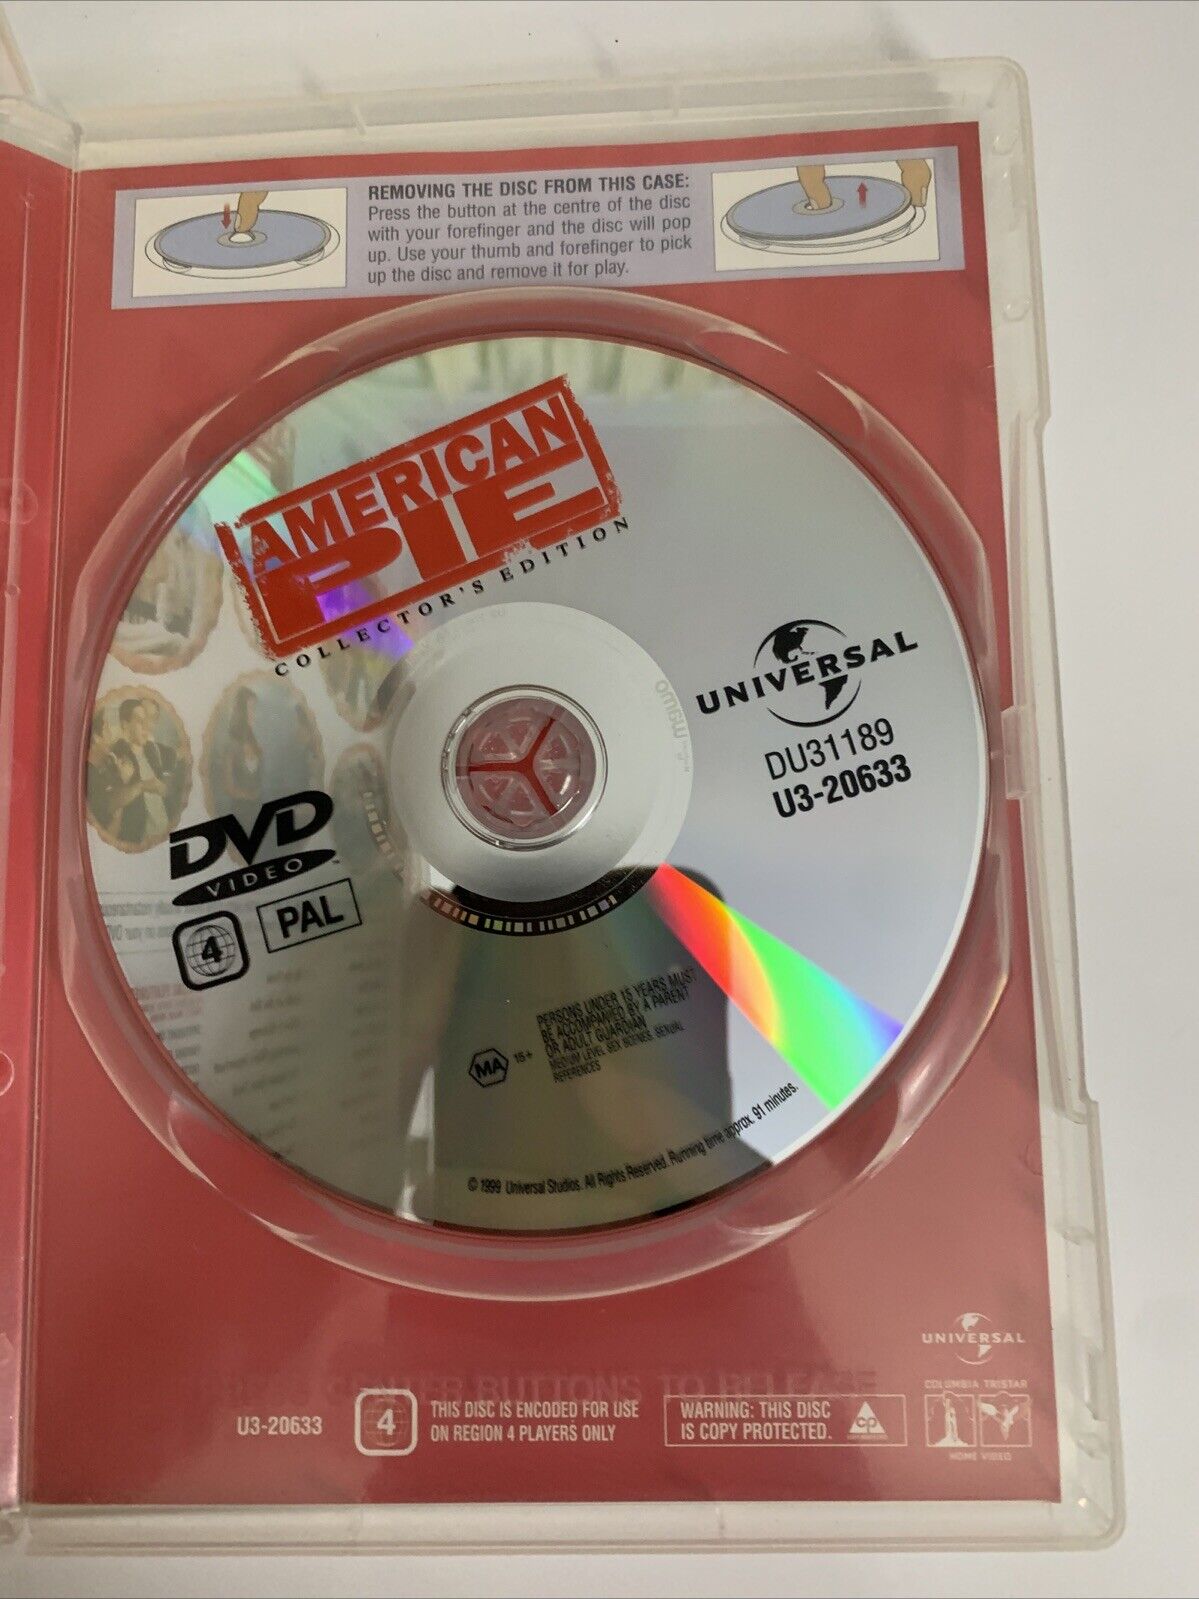 REMOVING THE DISC FROM THIS CASE:
Press the button at the centre of the disc
with your forefinger and the disc will pop
up. Use your thumb and forefinger to pick
up the disc and remove it for play.
AMERICAN
PIE
COLLECTOR'S EDITION
UNIVERSAL
DU31189
U3-20633
DVD
VIDEO
4
PAL
MA 15+
PERSONS UNDER 15 YEARS MUST
BE ACCOMPANIED BY A PARENT
OR ADULT GUARDIAN
MEDIUM LEVEL SEX SCENES, SEXUAL
REFERENCES
© 1999 Universal Studios. All Rights Reserved. Running time approx. 91 minutes.
CENTER BUTTONS TO RELEASE
U3-20633
4
THIS DISC IS ENCODED FOR USE
ON REGION 4 PLAYERS ONLY
WARNING: THIS DISC
IS COPY PROTECTED.
cp
UNIVERSAL
COLUMBIA TRISTAR
HOME VIDEO